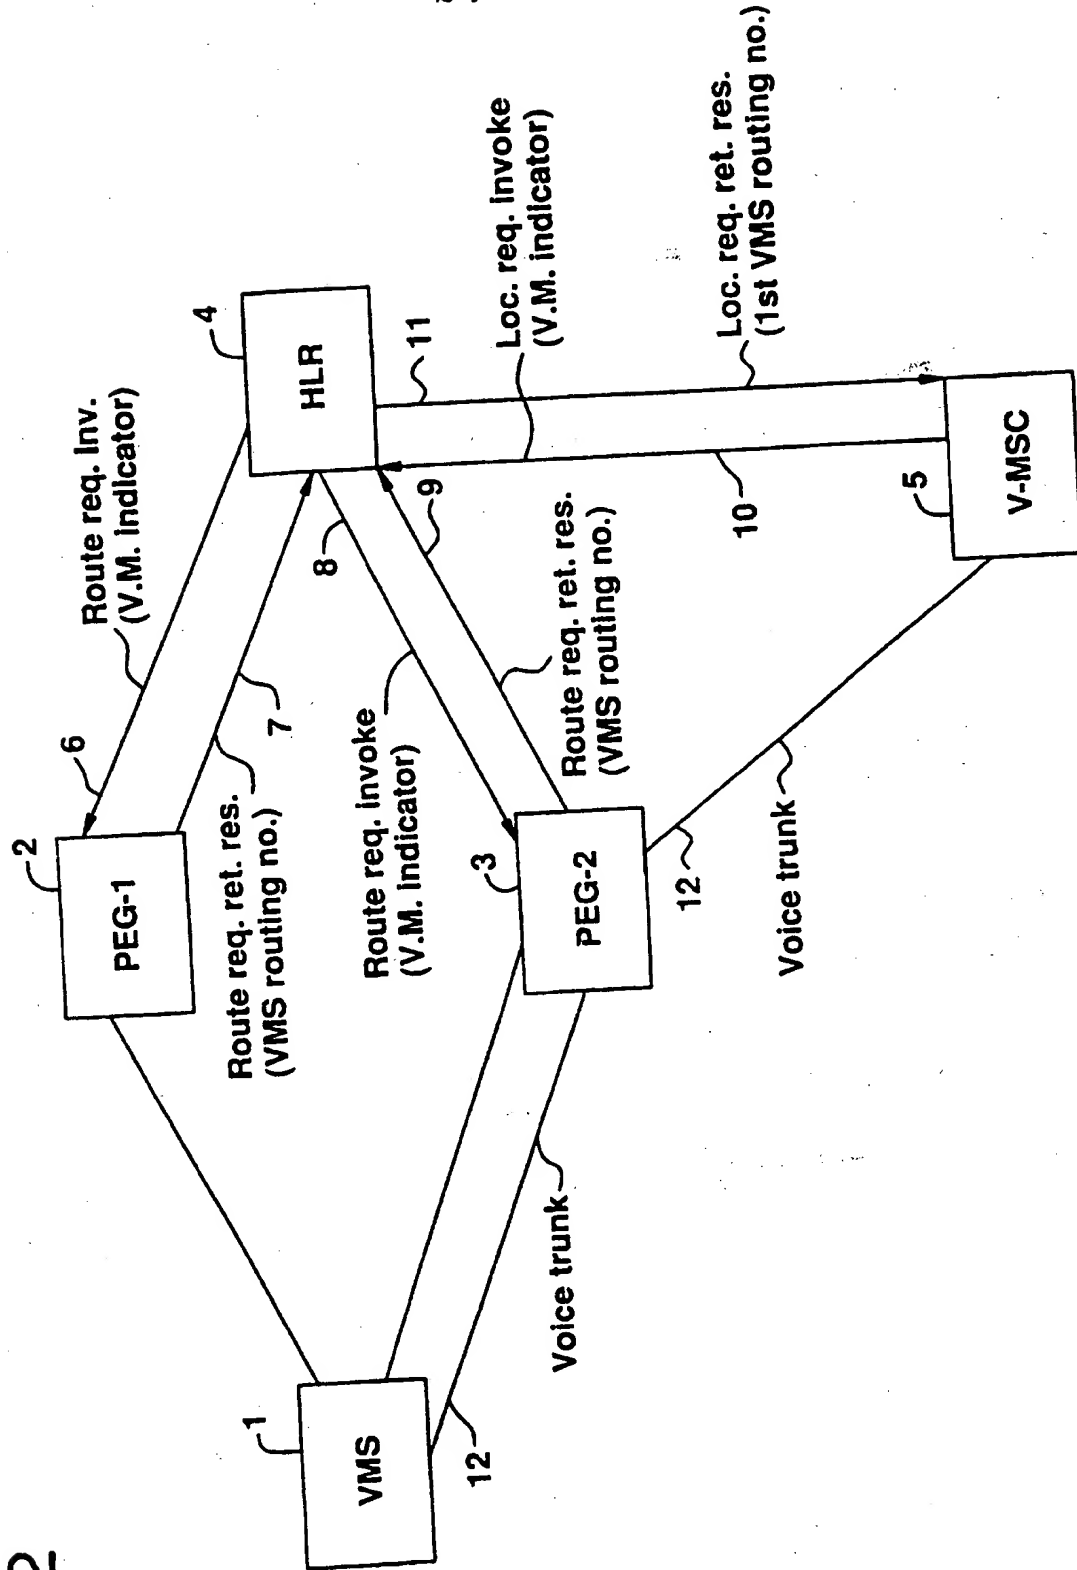 2
4
HLR
Route req. Inv.
(V.M. indicator)
6
7
2
PEG-1
Route req. ret. res.
(VMS routing no.)
8
9
Route req. invoke
(V.M. indicator)
Route req. ret. res.
(VMS routing no.)
3
PEG-2
11
Loc. req. invoke
(V.M. indicator)
Loc. req. ret. res.
(1st VMS routing no.)
10
5
V-MSC
12
Voice trunk
Voice trunk
1
VMS
12